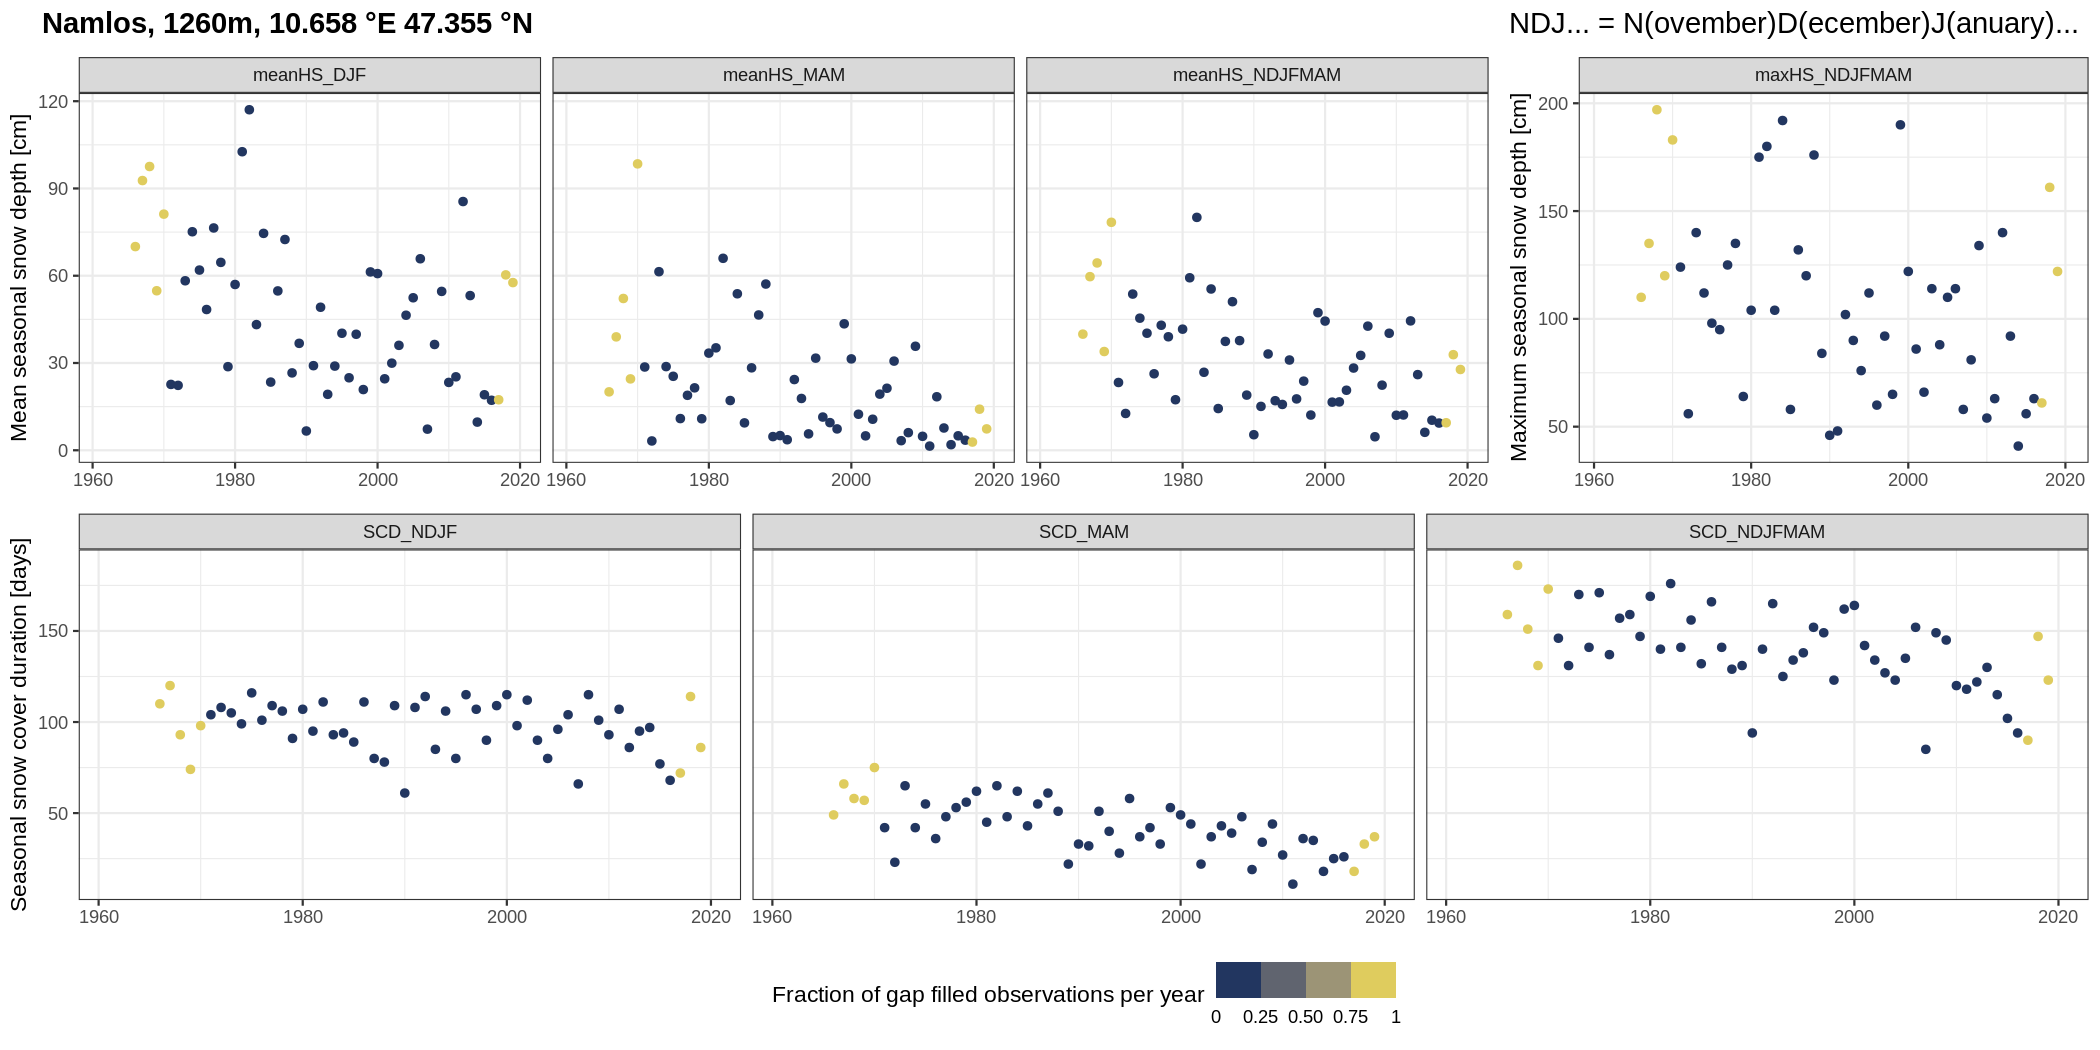 Namlos, 1260m, 10.658 °E 47.355 °N
NDJ... = N(ovember)D(ecember)J(anuary)...
meanHS_DJF
meanHS_MAM
meanHS_NDJFMAM
maxHS_NDJFMAM
Mean seasonal snow depth [cm]
120
90
60
30
0
1960 1980 2000 2020
1960 1980 2000 2020
1960 1980 2000 2020
Maximum seasonal snow depth [cm]
200
150
100
50
1960 1980 2000 2020
SCD_NDJF
SCD_MAM
SCD_NDJFMAM
Seasonal snow cover duration [days]
150
100
50
1960 1980 2000 2020
1960 1980 2000 2020
1960 1980 2000 2020
Fraction of gap filled observations per year
0 0.25 0.50 0.75 1